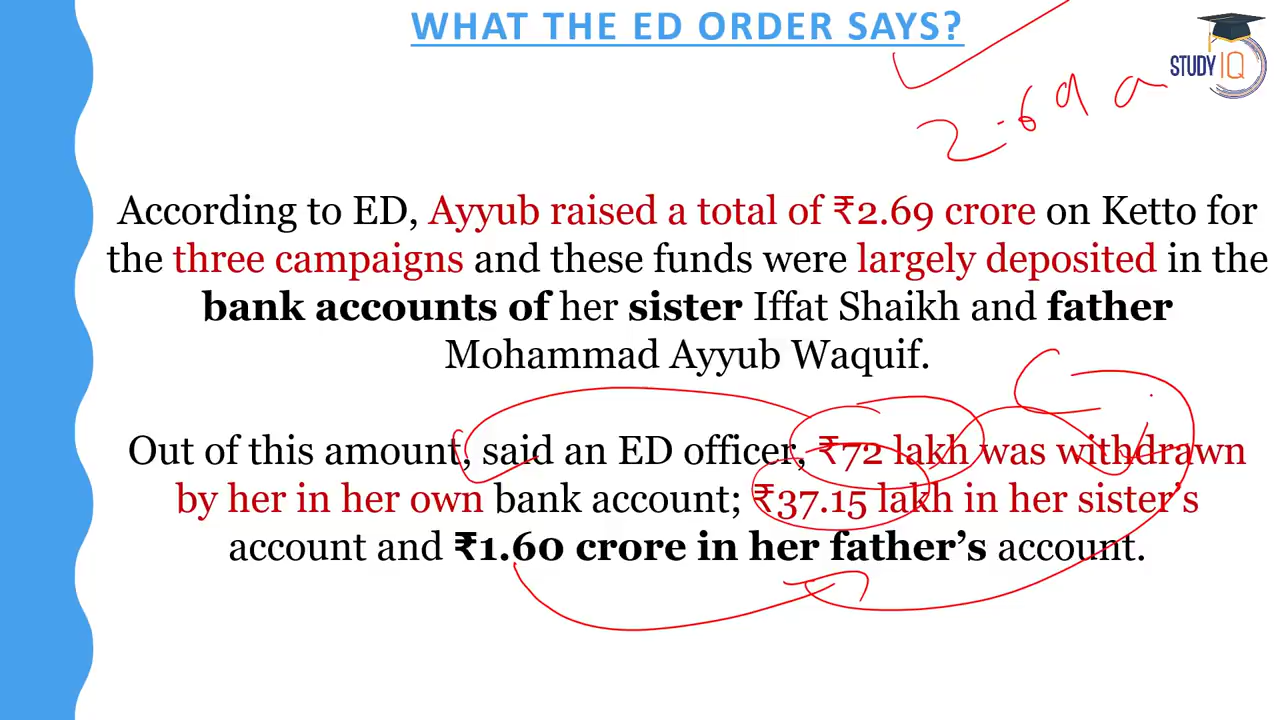 WHAT THE ED ORDER SAYS?
STUDY IQ
2.69 cr
According to ED, Ayyub raised a total of ₹2.69 crore on Ketto for
the three campaigns and these funds were largely deposited in the
bank accounts of her sister Iffat Shaikh and father
Mohammad Ayyub Waquif.
Out of this amount, said an ED officer, ₹72 lakh was withdrawn
by her in her own bank account; ₹37.15 lakh in her sister’s
account and ₹1.60 crore in her father’s account.